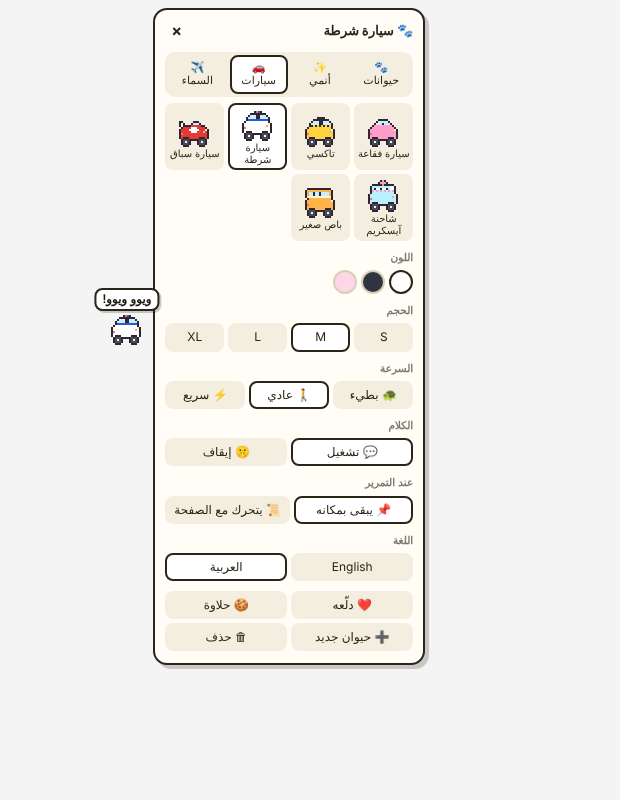 🐾 سيارة شرطة
×
🐾 حيوانات
✨ أنمي
🚗 سيارات
✈️ السماء
سيارة فقاعة
تاكسي
سيارة شرطة
سيارة سباق
شاحنة آيسكريم
باص صغير
اللون
الحجم
S
M
L
XL
السرعة
🐢 بطيء
🚶 عادي
⚡ سريع
الكلام
💬 تشغيل
🤫 إيقاف
عند التمرير
📌 يبقى بمكانه
📜 يتحرك مع الصفحة
اللغة
English
العربية
❤️ دلّعه
🍪 حلاوة
➕ حيوان جديد
🗑 حذف
ويوو ويوو!